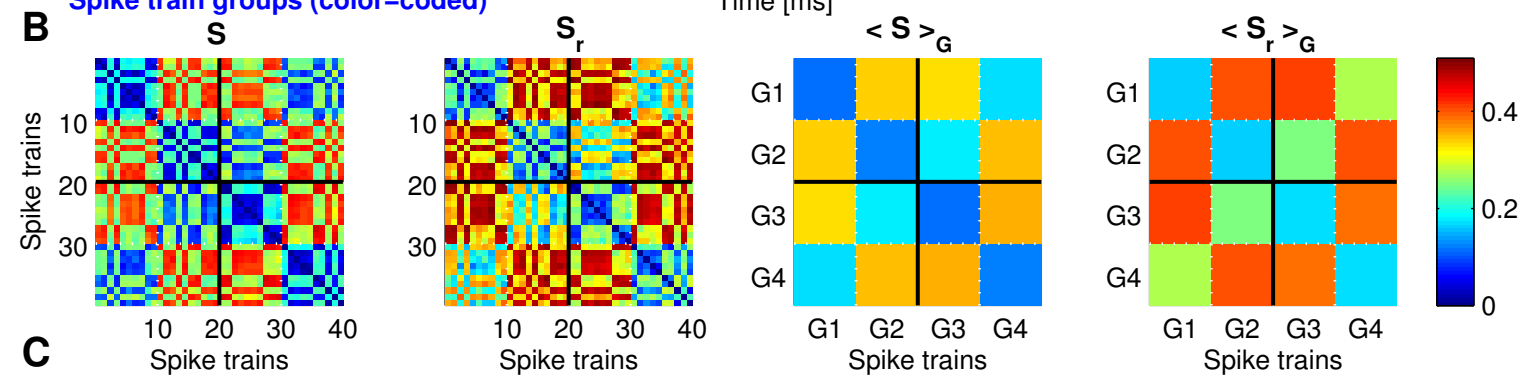 Spike train groups (color=coded)
Time [ms]
B
S
Sr
< S >G
< Sr >G
Spike trains
10
20
30
10 20 30 40
Spike trains
10
20
30
10 20 30 40
Spike trains
G1
G2
G3
G4
G1 G2 G3 G4
Spike trains
G1
G2
G3
G4
G1 G2 G3 G4
Spike trains
0.4
0.2
0
C